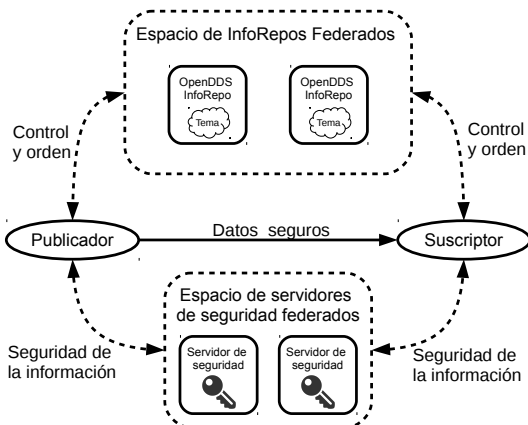 Espacio de InfoRepos Federados
OpenDDS
InfoRepo
Tema
OpenDDS
InfoRepo
Tema
Control
y orden
Control
y orden
Publicador
Datos seguros
Suscriptor
Espacio de servidores
de seguridad federados
Servidor de
seguridad
Servidor de
seguridad
Seguridad de
la información
Seguridad de
la información